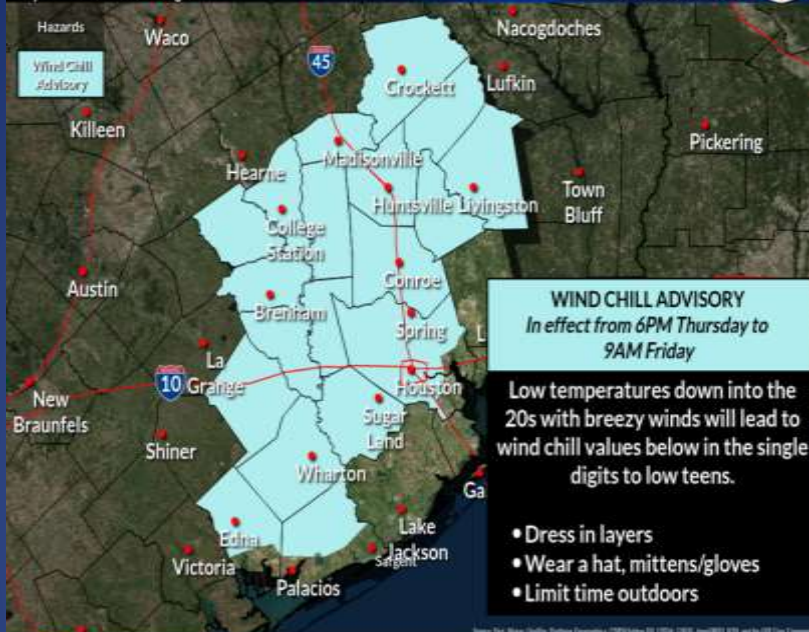 Hazards
Wind Chill
Advisory
Waco
Nacogdoches
45
Crockett
Lufkin
Killeen
Madisonville
Pickering
Hearne
Huntsville
Livingston
Town
Bluff
College
Station
Austin
Conroe
Brenham
Spring
La
Grange
10
Houston
New
Braunfels
Sugar
Land
Shiner
Wharton
Edna
Lake
Jackson
Victoria
Sargent
Palacios
WIND CHILL ADVISORY
In effect from 6PM Thursday to
9AM Friday
Low temperatures down into the
20s with breezy winds will lead to
wind chill values below in the single
digits to low teens.
• Dress in layers
• Wear a hat, mittens/gloves
• Limit time outdoors